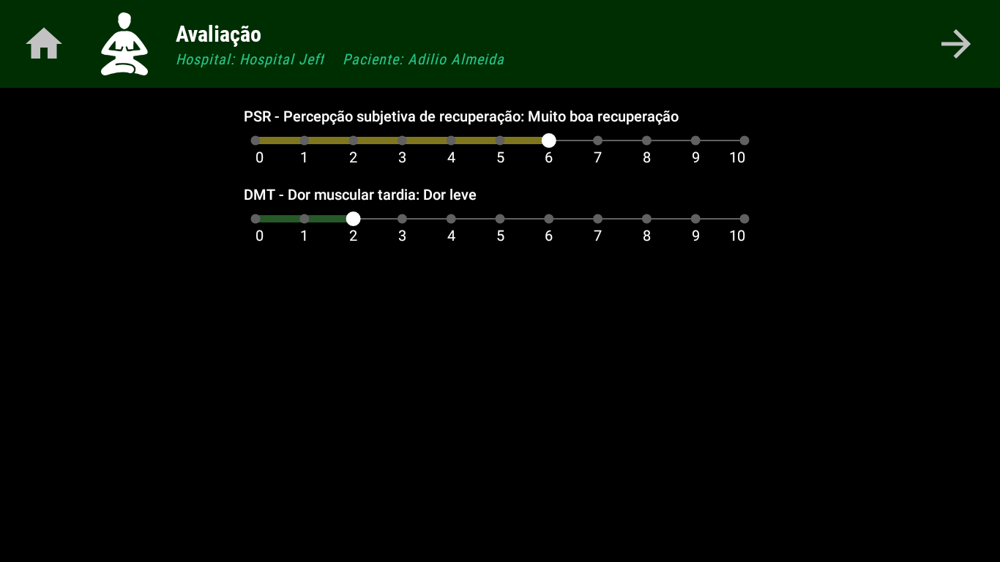 Avaliação
Hospital: Hospital Jeff Paciente: Adilio Almeida
PSR - Percepção subjetiva de recuperação: Muito boa recuperação
0 1 2 3 4 5 6 7 8 9 10
DMT - Dor muscular tardia: Dor leve
0 1 2 3 4 5 6 7 8 9 10